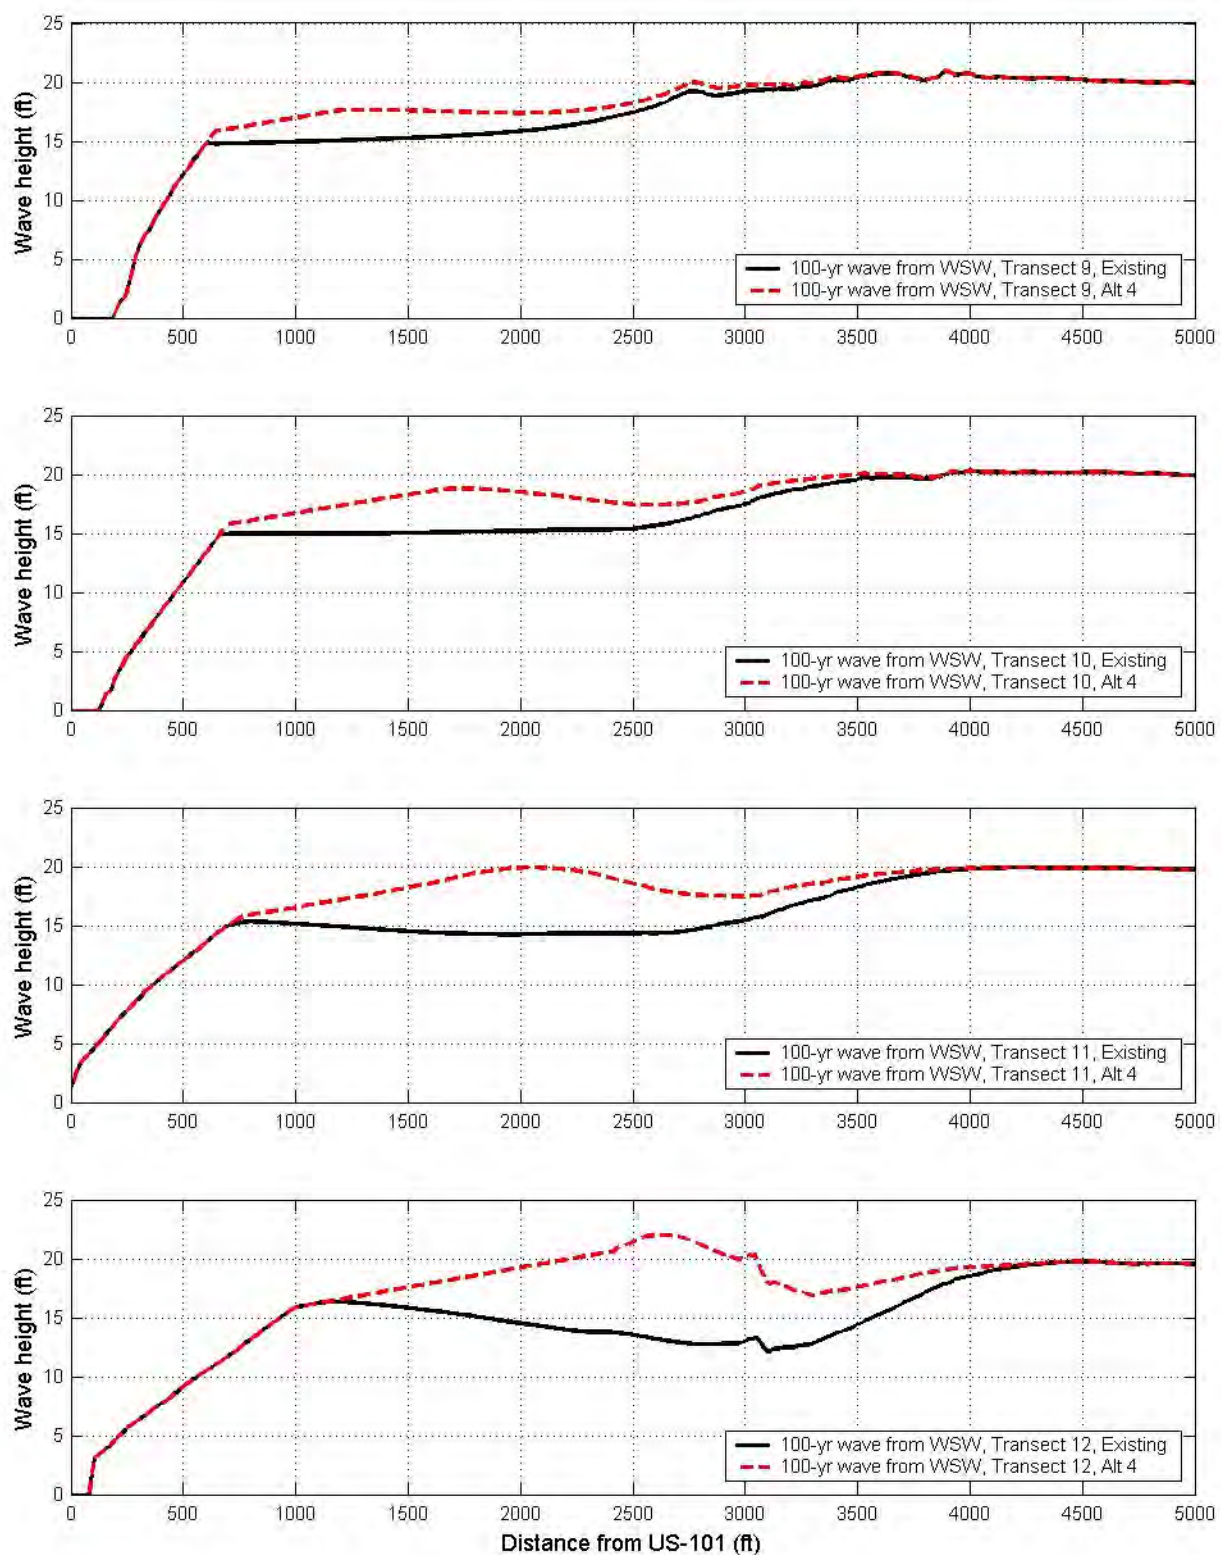 25
20
15
10
5
0
Wave height (ft)
100-yr wave from WSW, Transect 9, Existing
100-yr wave from WSW, Transect 9, Alt 4
0 500 1000 1500 2000 2500 3000 3500 4000 4500 5000
25
20
15
10
5
0
Wave height (ft)
100-yr wave from WSW, Transect 10, Existing
100-yr wave from WSW, Transect 10, Alt 4
0 500 1000 1500 2000 2500 3000 3500 4000 4500 5000
25
20
15
10
5
0
Wave height (ft)
100-yr wave from WSW, Transect 11, Existing
100-yr wave from WSW, Transect 11, Alt 4
0 500 1000 1500 2000 2500 3000 3500 4000 4500 5000
25
20
15
10
5
0
Wave height (ft)
100-yr wave from WSW, Transect 12, Existing
100-yr wave from WSW, Transect 12, Alt 4
0 500 1000 1500 2000 2500 3000 3500 4000 4500 5000
Distance from US-101 (ft)